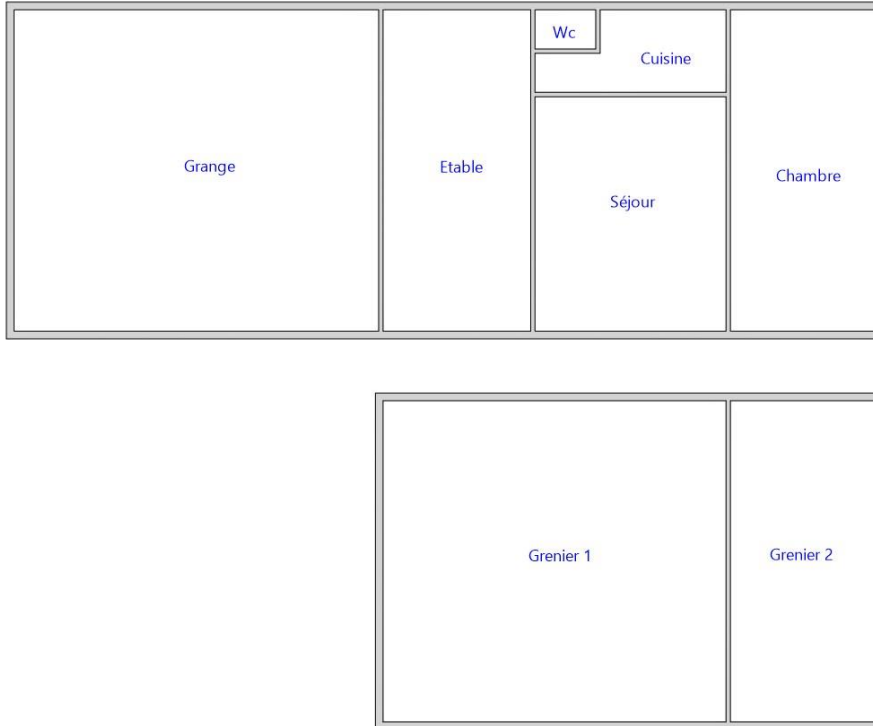 Wc
Cuisine
Grange
Etable
Séjour
Chambre
Grenier 1
Grenier 2